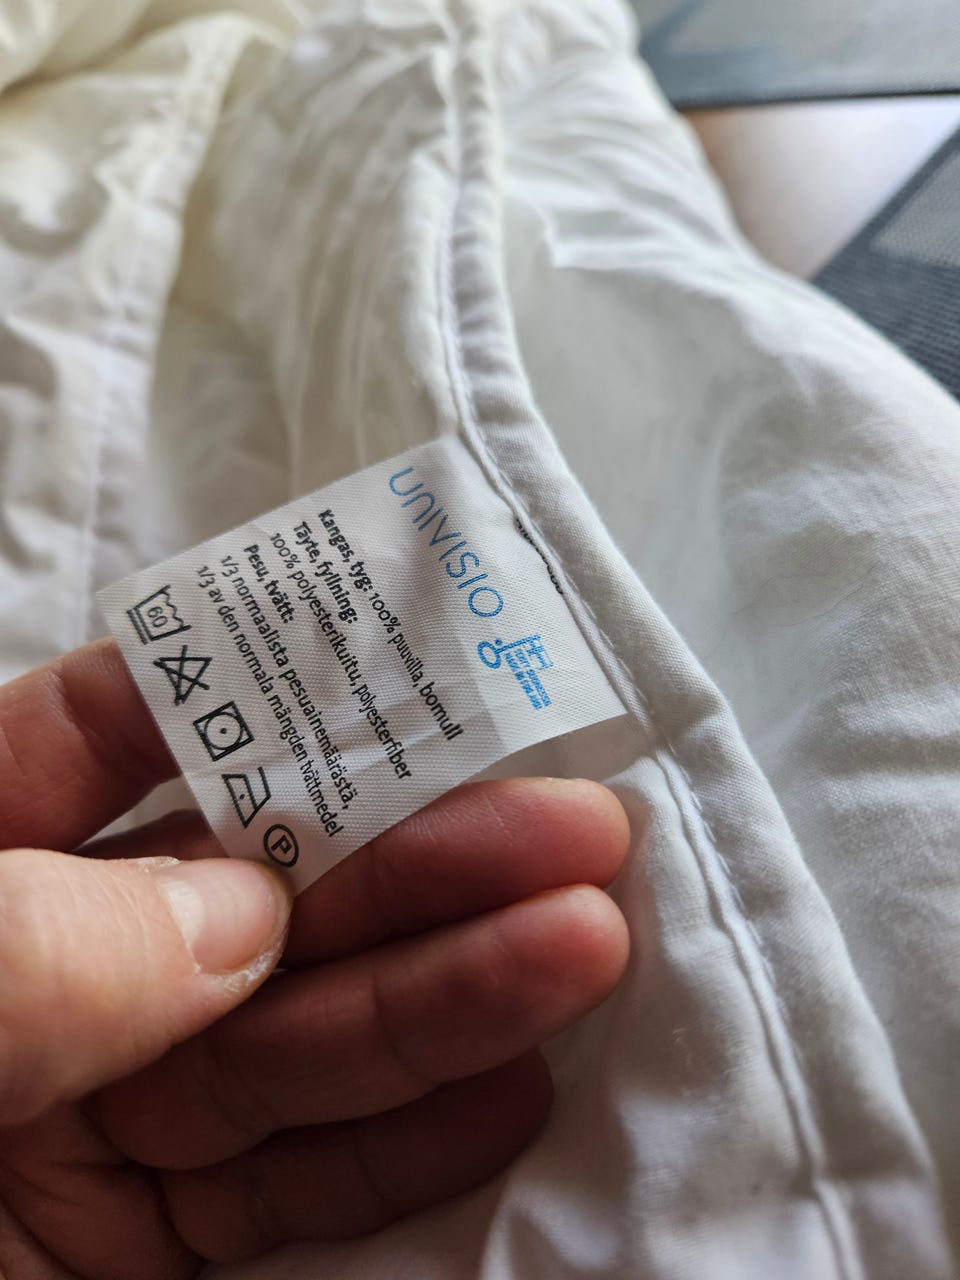 UNIVISIO
Kangas, tyg: 100% puuvilla, bomull
Täyte, fyllning:
100% polyesterikuitu, polyesterfiber
Pesu, tvätt:
1/3 normaalista pesuainemäärästä,
1/3 av den normala mängden tvättmedel
60
P